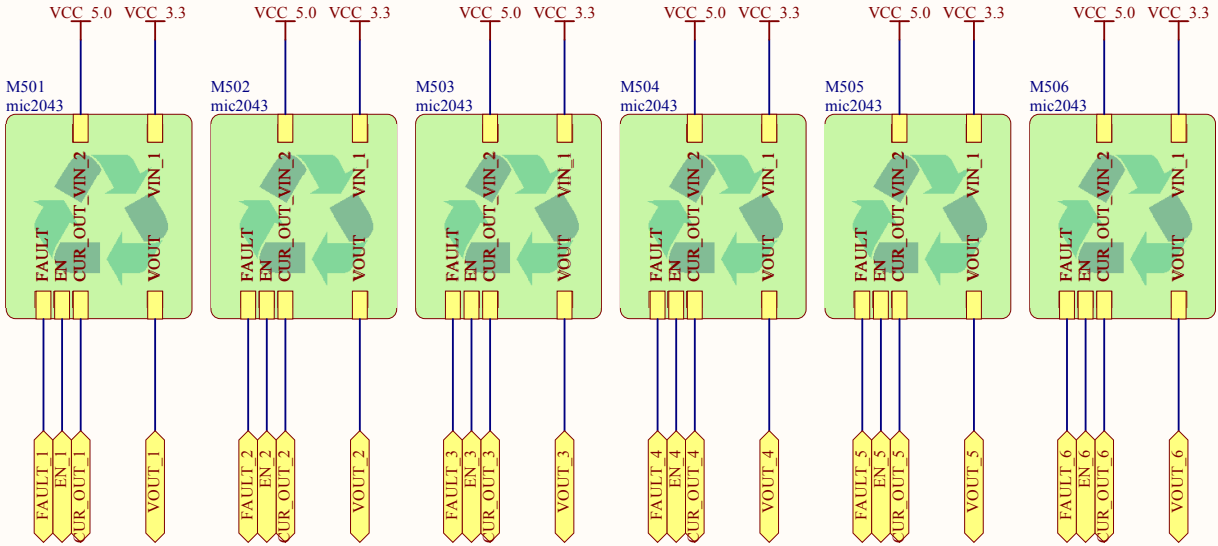 VCC_5.0 VCC_3.3 VCC_5.0 VCC_3.3 VCC_5.0 VCC_3.3 VCC_5.0 VCC_3.3 VCC_5.0 VCC_3.3 VCC_5.0 VCC_3.3
M501 M502 M503 M504 M505 M506
mic2043 mic2043 mic2043 mic2043 mic2043 mic2043
FAULT EN CUR_OUT VIN_2 VOUT VIN_1
FAULT EN CUR_OUT VIN_2 VOUT VIN_1
FAULT EN CUR_OUT VIN_2 VOUT VIN_1
FAULT EN CUR_OUT VIN_2 VOUT VIN_1
FAULT EN CUR_OUT VIN_2 VOUT VIN_1
FAULT EN CUR_OUT VIN_2 VOUT VIN_1
FAULT_1 EN_1 CUR_OUT_1 VOUT_1
FAULT_2 EN_2 CUR_OUT_2 VOUT_2
FAULT_3 EN_3 CUR_OUT_3 VOUT_3
FAULT_4 EN_4 CUR_OUT_4 VOUT_4
FAULT_5 EN_5 CUR_OUT_5 VOUT_5
FAULT_6 EN_6 CUR_OUT_6 VOUT_6